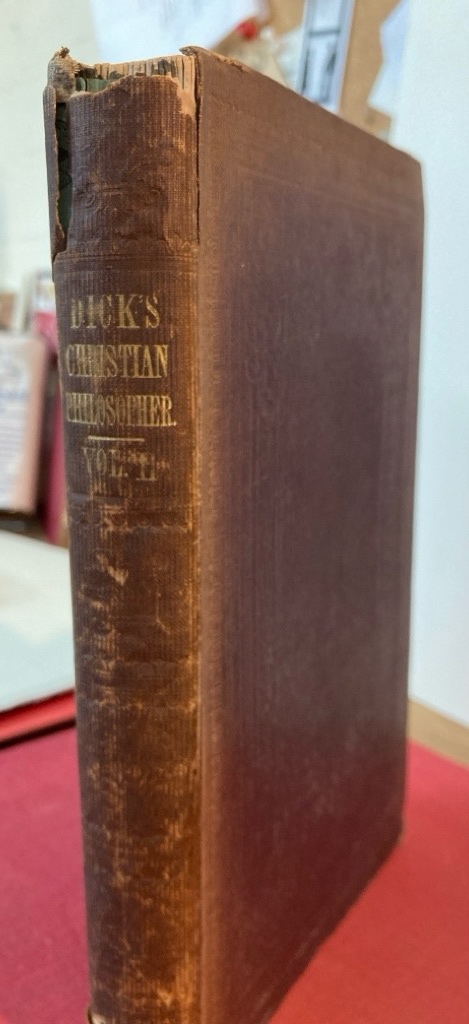 DICK'S
CHRISTIAN
PHILOSOPHER.
VOL. II.